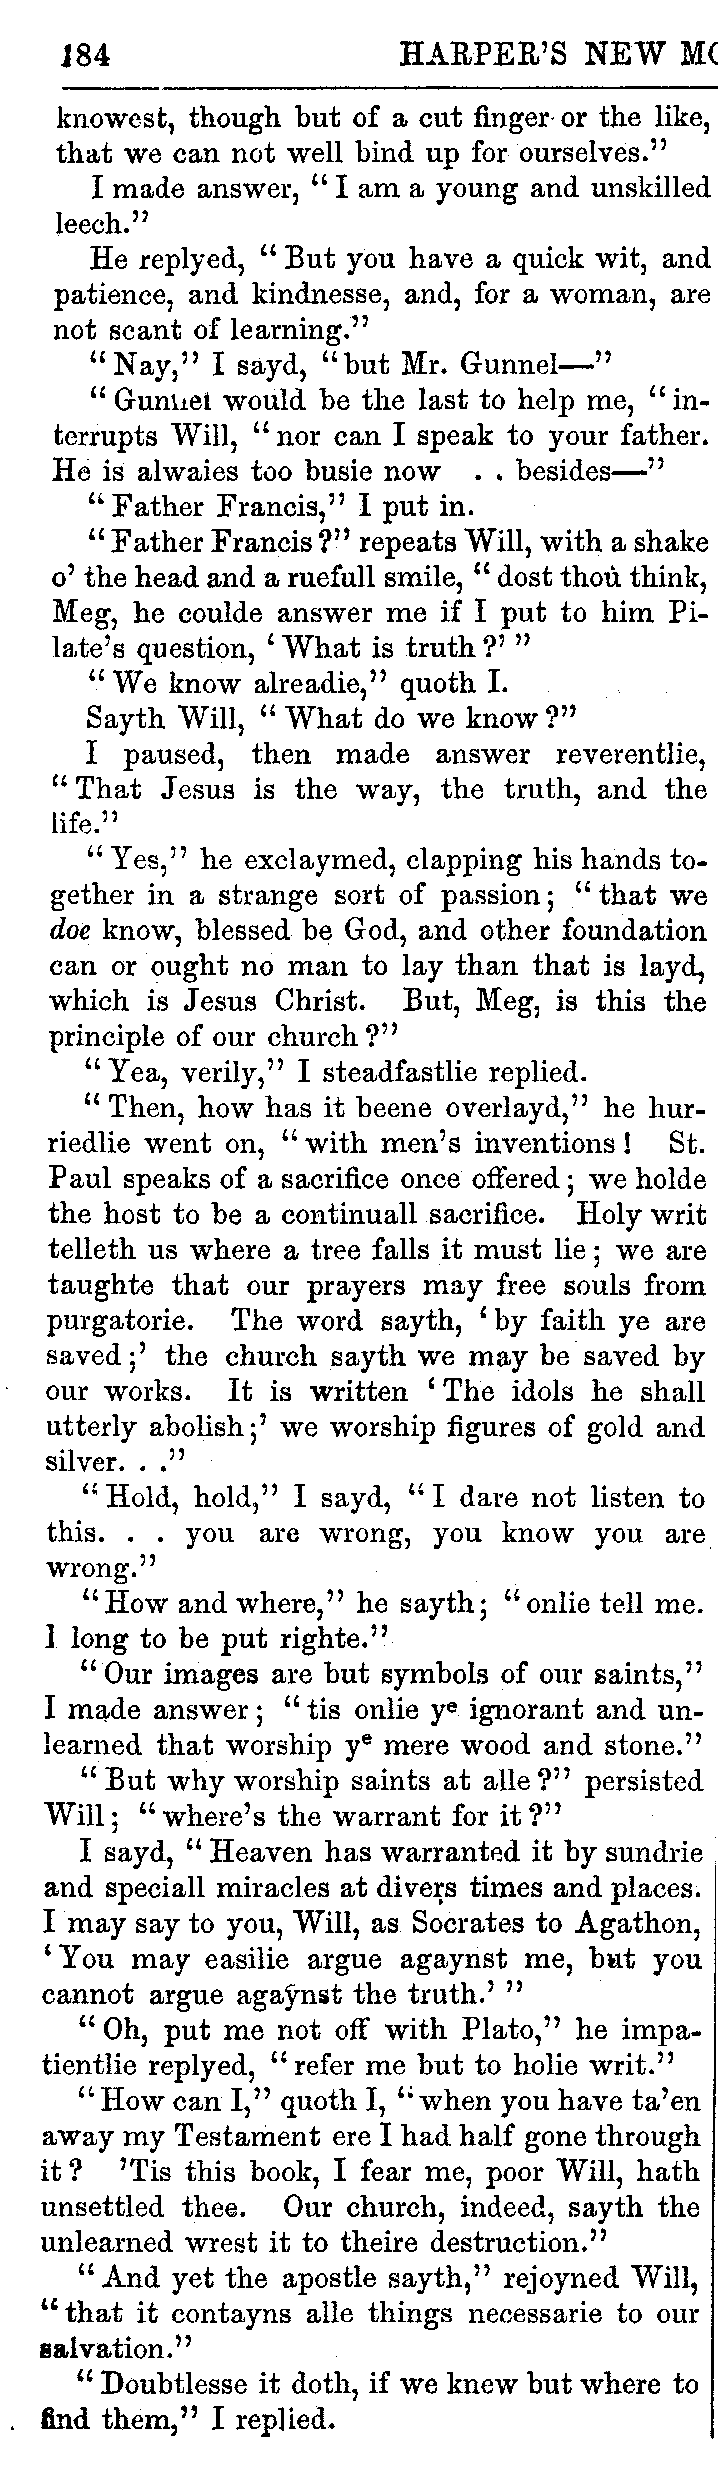 184 HARPER'S NEW MO
knowest, though but of a cut finger or the like,
that we can not well bind up for ourselves."
I made answer, "I am a young and unskilled
leech."
He replyed, "But you have a quick wit, and
patience, and kindnesse, and, for a woman, are
not scant of learning."
"Nay," I sayd, "but Mr. Gunnel—"
"Gunnel would be the last to help me, "in-
terrupts Will, "nor can I speak to your father.
He is alwaies too busie now . . besides—"
"Father Francis," I put in.
"Father Francis?" repeats Will, with a shake
o' the head and a ruefull smile, "dost thou think,
Meg, he coulde answer me if I put to him Pi-
late's question, 'What is truth?' "
"We know alreadie," quoth I.
Sayth Will, "What do we know?"
I paused, then made answer reverentlie,
"That Jesus is the way, the truth, and the
life."
"Yes," he exclaymed, clapping his hands to-
gether in a strange sort of passion; "that we
doe know, blessed be God, and other foundation
can or ought no man to lay than that is layd,
which is Jesus Christ. But, Meg, is this the
principle of our church?"
"Yea, verily," I steadfastlie replied.
"Then, how has it beene overlayd," he hur-
riedlie went on, "with men's inventions! St.
Paul speaks of a sacrifice once offered; we holde
the host to be a continuall sacrifice. Holy writ
telleth us where a tree falls it must lie; we are
taughte that our prayers may free souls from
purgatorie. The word sayth, 'by faith ye are
saved;' the church sayth we may be saved by
our works. It is written 'The idols he shall
utterly abolish;' we worship figures of gold and
silver. . ."
"Hold, hold," I sayd, "I dare not listen to
this. . . you are wrong, you know you are
wrong."
"How and where," he sayth; "onlie tell me.
I long to be put righte."
"Our images are but symbols of our saints,"
I made answer; "tis onlie yᵉ ignorant and un-
learned that worship yᵉ mere wood and stone."
"But why worship saints at alle?" persisted
Will; "where's the warrant for it?"
I sayd, "Heaven has warranted it by sundrie
and speciall miracles at divers times and places.
I may say to you, Will, as Socrates to Agathon,
'You may easilie argue agaynst me, but you
cannot argue agaynst the truth.' "
"Oh, put me not off with Plato," he impa-
tientlie replyed, "refer me but to holie writ."
"How can I," quoth I, "when you have ta'en
away my Testament ere I had half gone through
it? 'Tis this book, I fear me, poor Will, hath
unsettled thee. Our church, indeed, sayth the
unlearned wrest it to theire destruction."
"And yet the apostle sayth," rejoyned Will,
"that it contayns alle things necessarie to our
salvation."
"Doubtlesse it doth, if we knew but where to
find them," I replied.